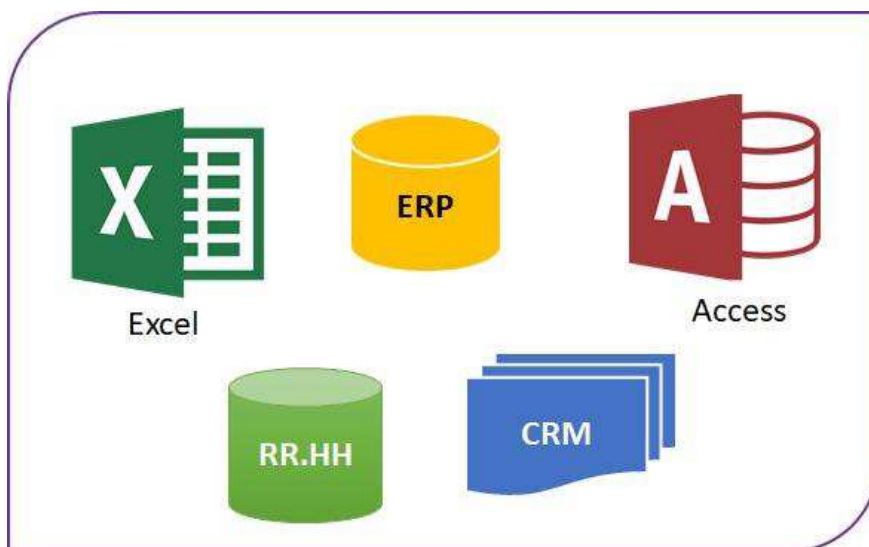 X
ERP
A
Excel
Access
RR.HH
CRM